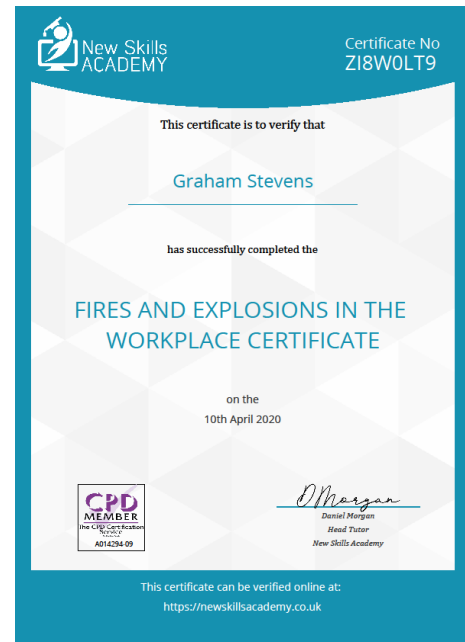 New Skills
ACADEMY
Certificate No
ZI8W0LT9
This certificate is to verify that
Graham Stevens
has successfully completed the
FIRES AND EXPLOSIONS IN THE
WORKPLACE CERTIFICATE
on the
10th April 2020
CPD
MEMBER
The CPD Certification
Service
A014294-09
DMorgan
Daniel Morgan
Head Tutor
New Skills Academy
This certificate can be verified online at:
https://newskillsacademy.co.uk